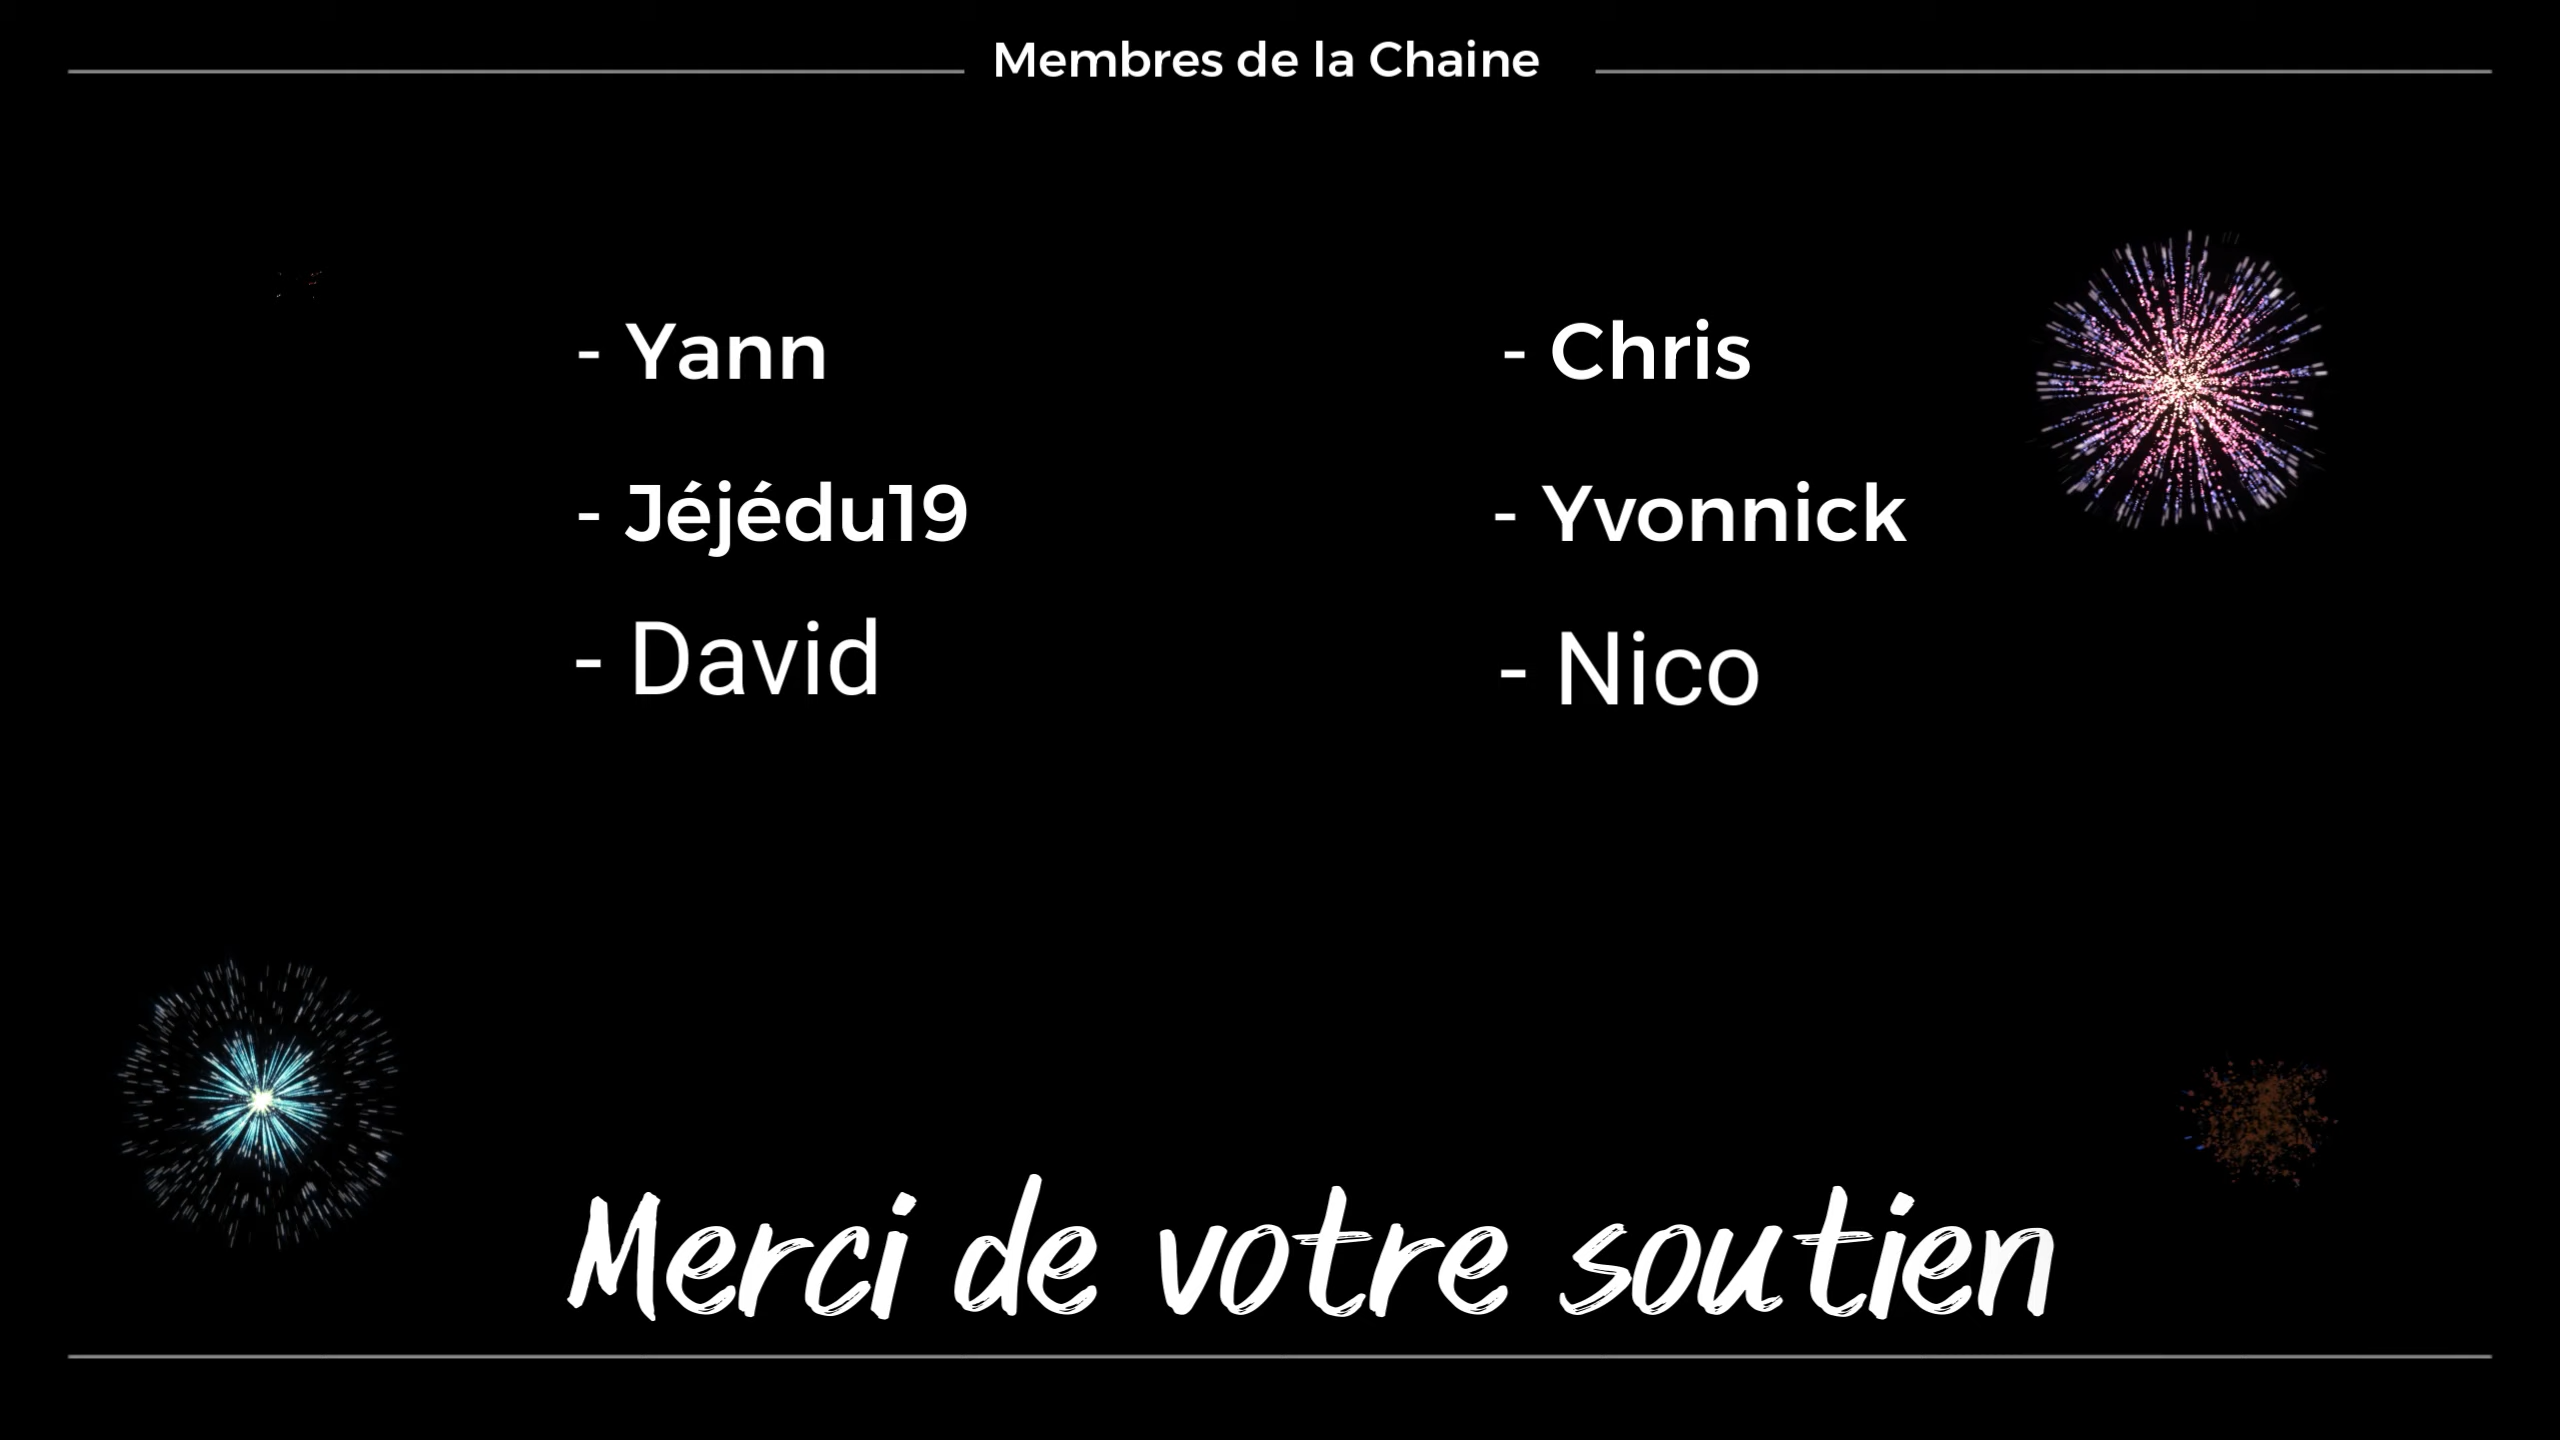 Membres de la Chaine
- Yann
- Chris
- Jéjédu19
- Yvonnick
- David
- Nico
Merci de votre soutien